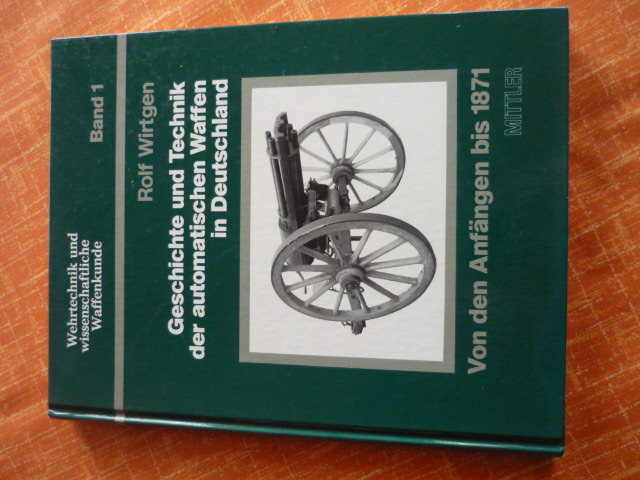 Wehrtechnik und
wissenschaftliche
Waffenkunde
Band 1
Rolf Wirtgen
Geschichte und Technik
der automatischen Waffen
in Deutschland
Von den Anfängen bis 1871
MITTLER